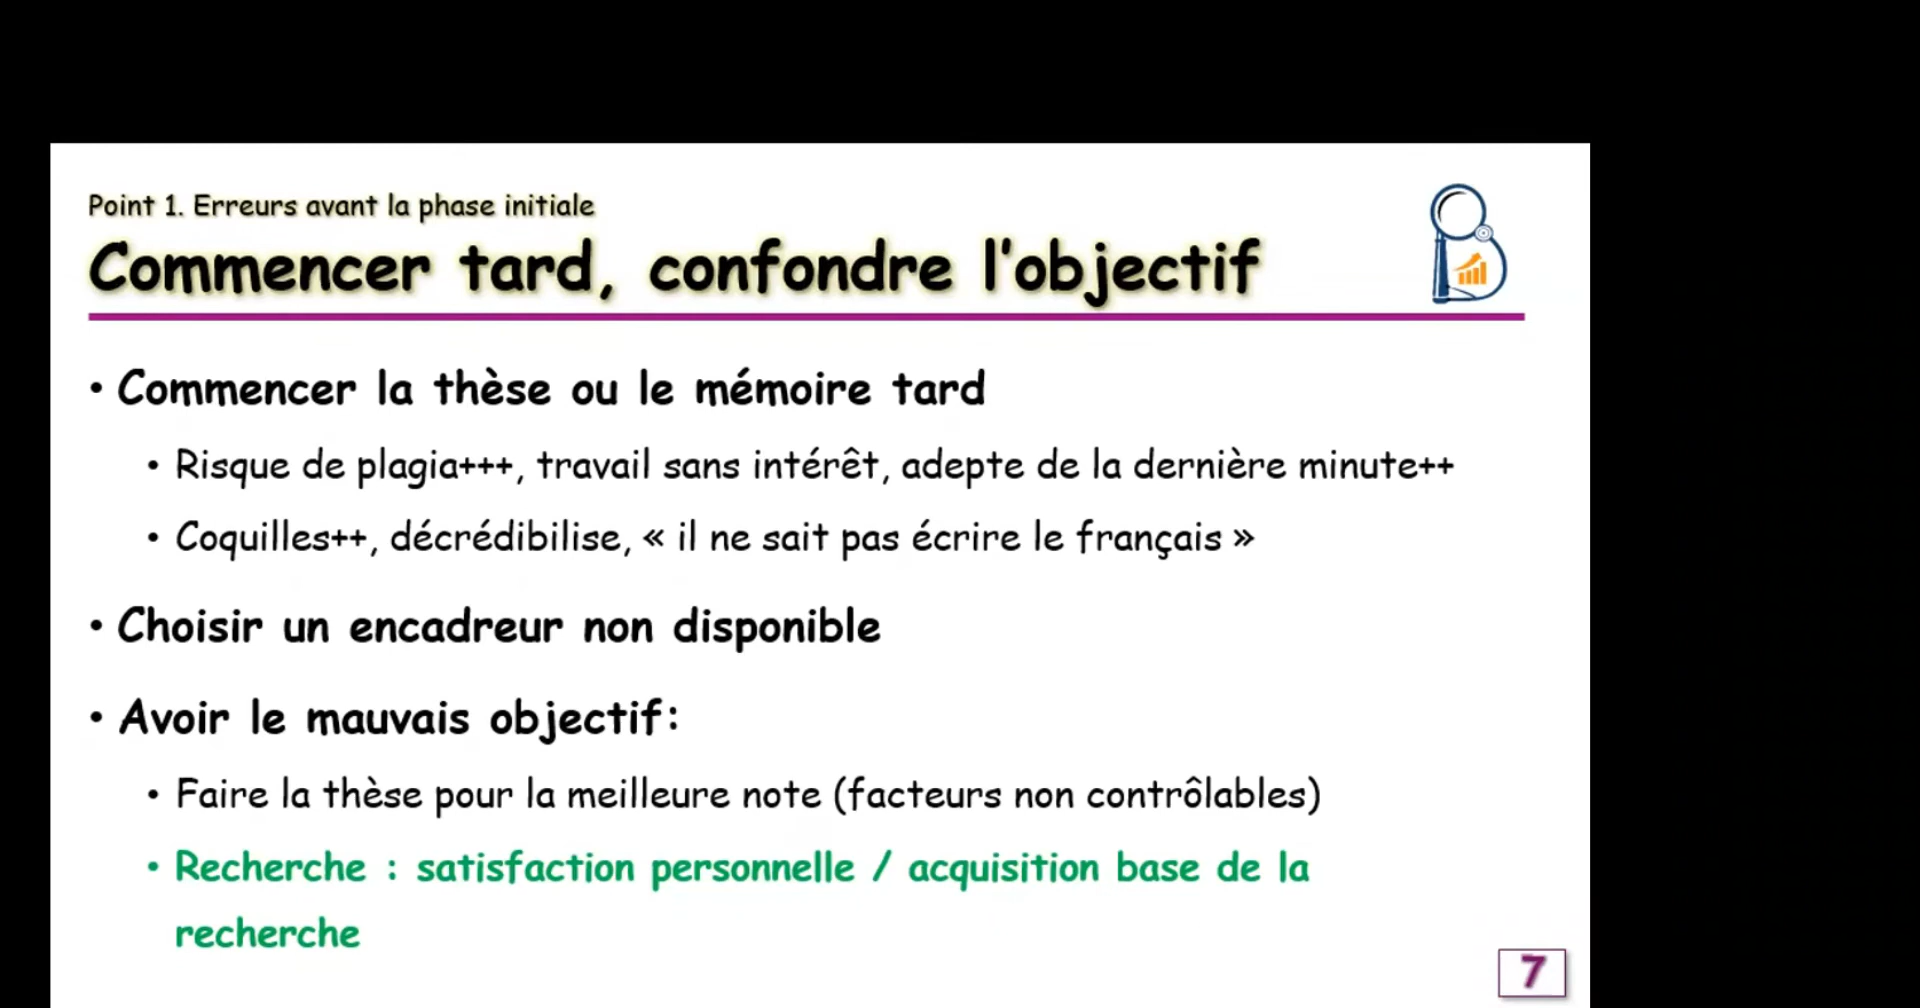 Point 1. Erreurs avant la phase initiale
Commencer tard, confondre l'objectif
• Commencer la thèse ou le mémoire tard
• Risque de plagia+++, travail sans intérêt, adepte de la dernière minute++
• Coquilles++, décrédibilise, « il ne sait pas écrire le français »
• Choisir un encadreur non disponible
• Avoir le mauvais objectif:
• Faire la thèse pour la meilleure note (facteurs non contrôlables)
• Recherche : satisfaction personnelle / acquisition base de la
recherche
7